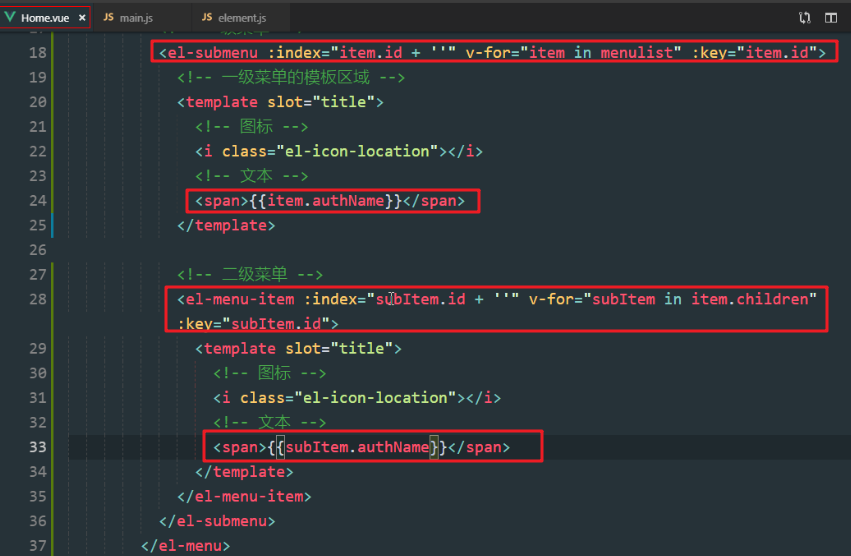 Home.vue × JS main.js JS element.js
18 <el-submenu :index="item.id + ''" v-for="item in menulist" :key="item.id">
19 <!-- 一级菜单的模板区域 -->
20 <template slot="title">
21 <!-- 图标 -->
22 <i class="el-icon-location"></i>
23 <!-- 文本 -->
24 <span>{{item.authName}}</span>
25 </template>
26
27 <!-- 二级菜单 -->
28 <el-menu-item :index="subItem.id + ''" v-for="subItem in item.children"
:key="subItem.id">
29 <template slot="title">
30 <!-- 图标 -->
31 <i class="el-icon-location"></i>
32 <!-- 文本 -->
33 <span>{{subItem.authName}}</span>
34 </template>
35 </el-menu-item>
36 </el-submenu>
37 </el-menu>